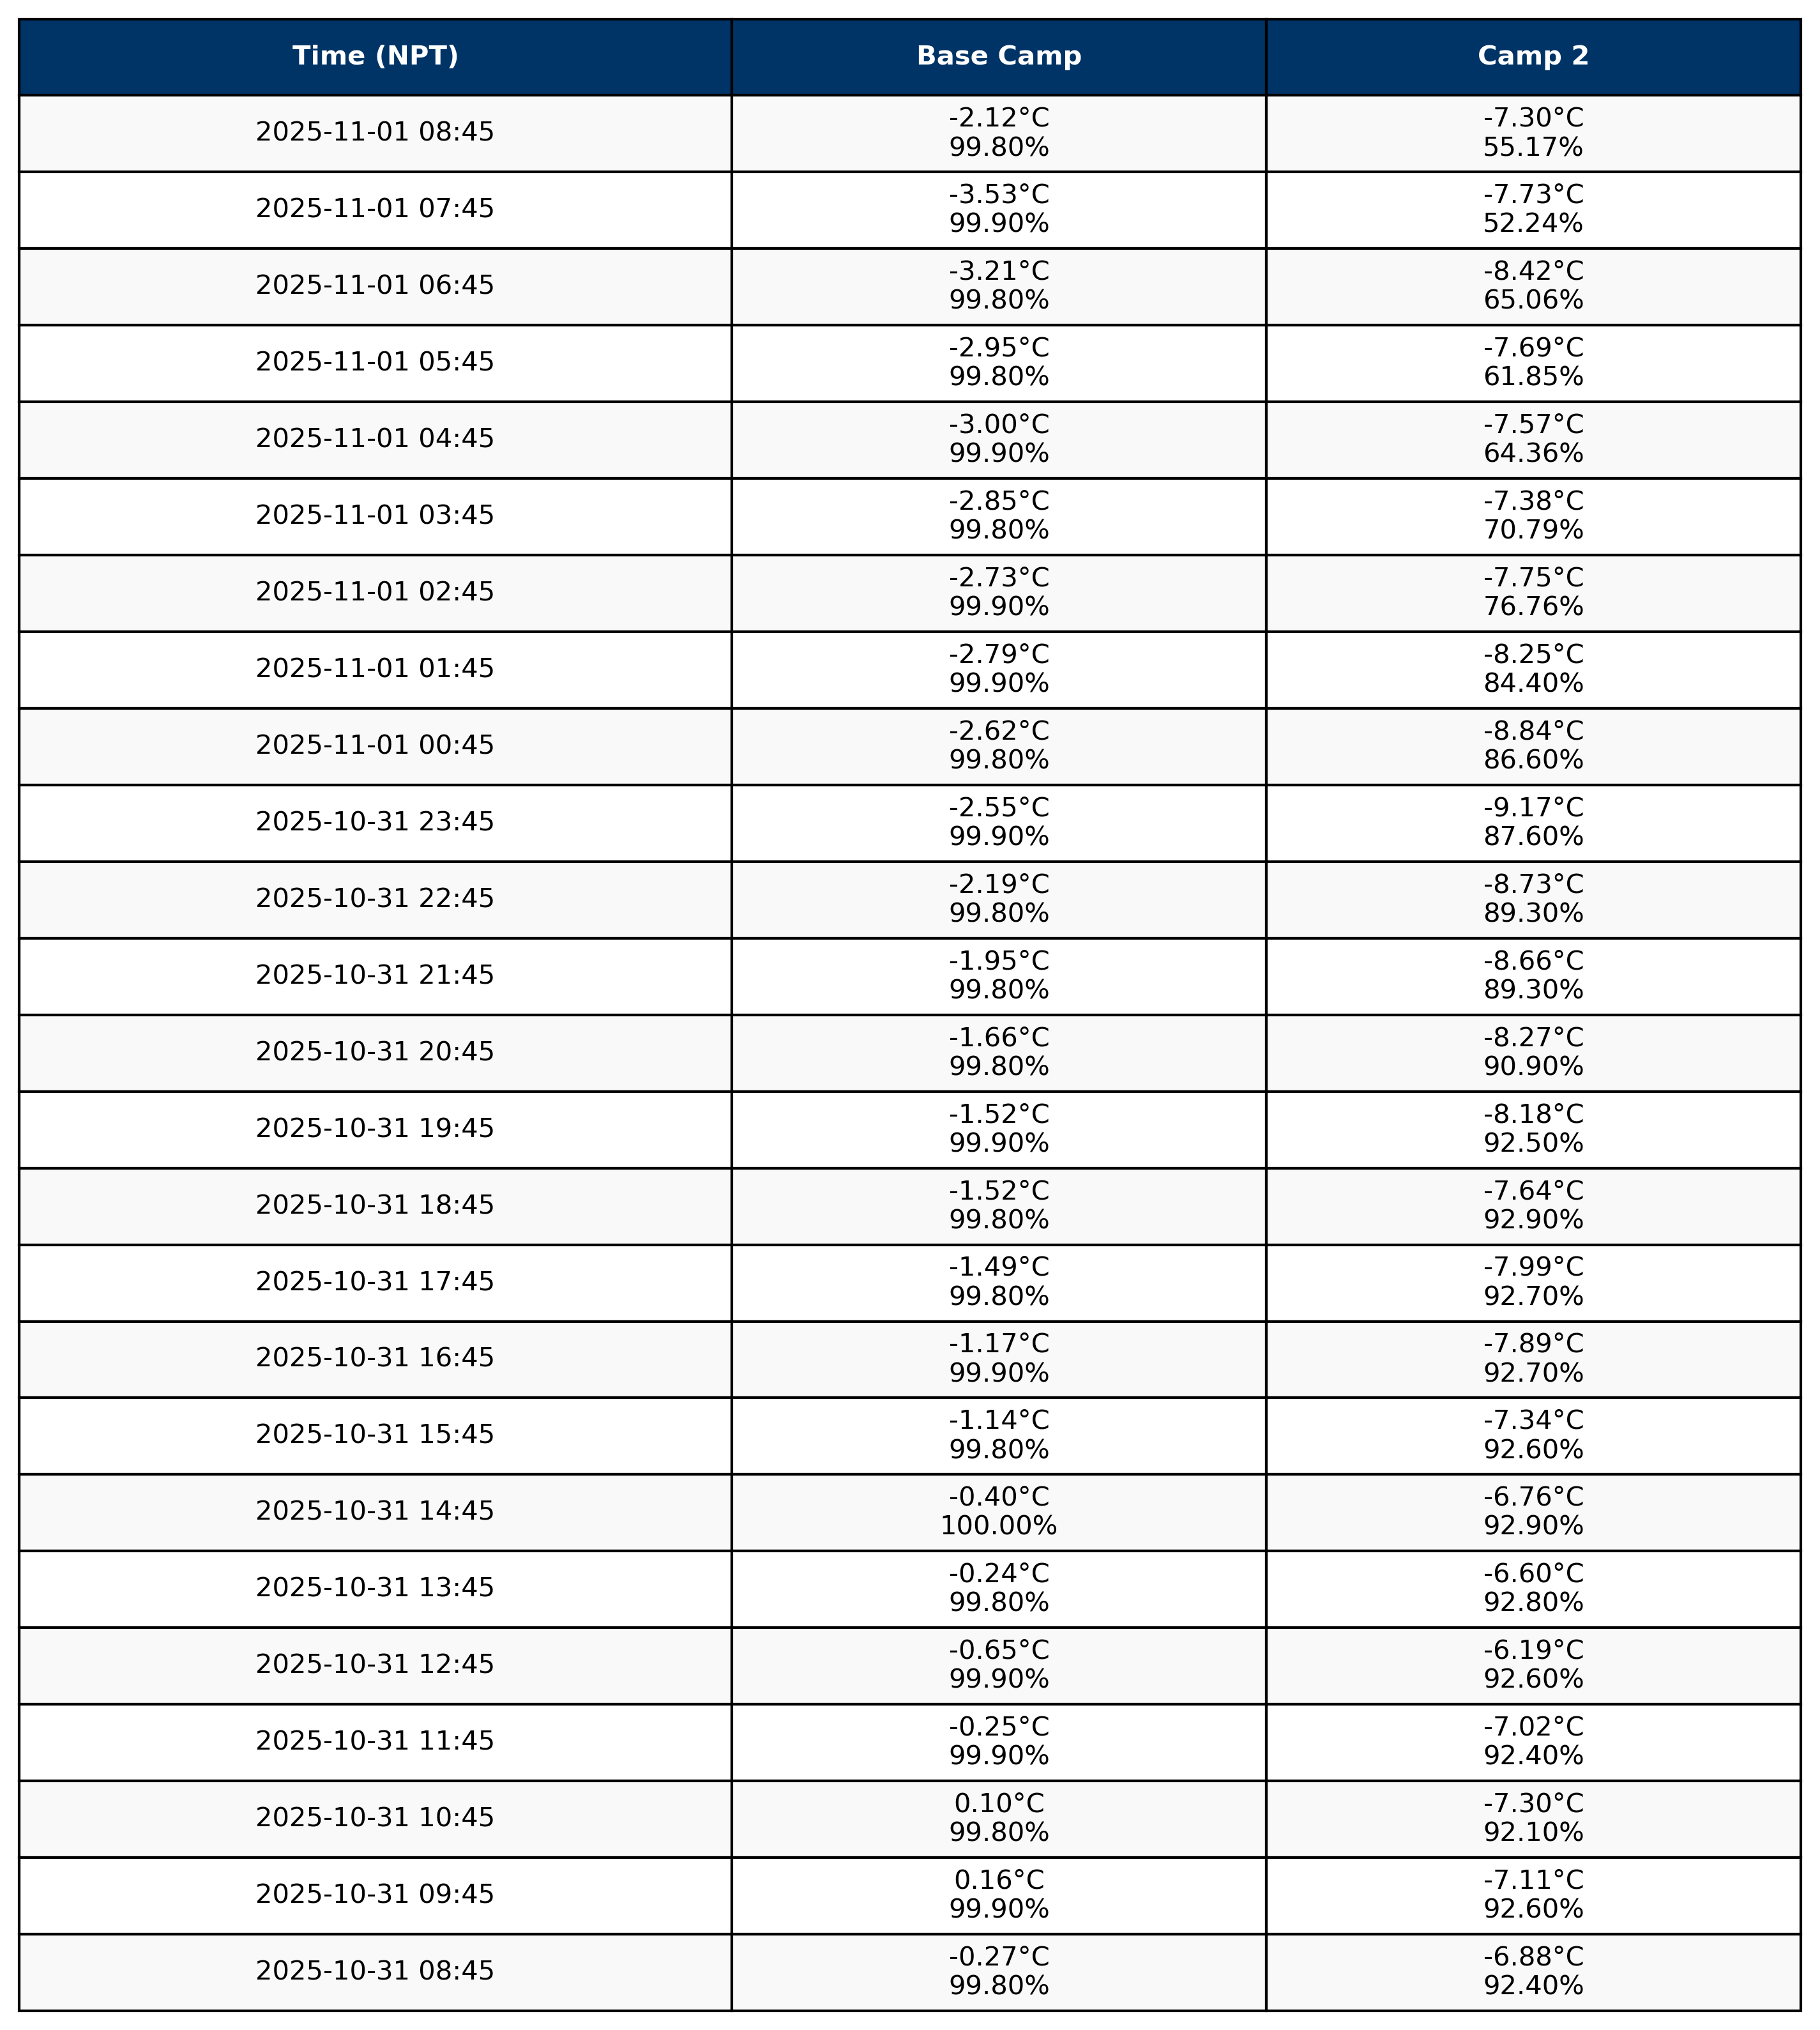 Time (NPT) Base Camp Camp 2
2025-11-01 08:45 -2.12°C -7.30°C
99.80% 55.17%
2025-11-01 07:45 -3.53°C -7.73°C
99.90% 52.24%
2025-11-01 06:45 -3.21°C -8.42°C
99.80% 65.06%
2025-11-01 05:45 -2.95°C -7.69°C
99.80% 61.85%
2025-11-01 04:45 -3.00°C -7.57°C
99.90% 64.36%
2025-11-01 03:45 -2.85°C -7.38°C
99.80% 70.79%
2025-11-01 02:45 -2.73°C -7.75°C
99.90% 76.76%
2025-11-01 01:45 -2.79°C -8.25°C
99.90% 84.40%
2025-11-01 00:45 -2.62°C -8.84°C
99.80% 86.60%
2025-10-31 23:45 -2.55°C -9.17°C
99.90% 87.60%
2025-10-31 22:45 -2.19°C -8.73°C
99.80% 89.30%
2025-10-31 21:45 -1.95°C -8.66°C
99.80% 89.30%
2025-10-31 20:45 -1.66°C -8.27°C
99.80% 90.90%
2025-10-31 19:45 -1.52°C -8.18°C
99.90% 92.50%
2025-10-31 18:45 -1.52°C -7.64°C
99.80% 92.90%
2025-10-31 17:45 -1.49°C -7.99°C
99.80% 92.70%
2025-10-31 16:45 -1.17°C -7.89°C
99.90% 92.70%
2025-10-31 15:45 -1.14°C -7.34°C
99.80% 92.60%
2025-10-31 14:45 -0.40°C -6.76°C
100.00% 92.90%
2025-10-31 13:45 -0.24°C -6.60°C
99.80% 92.80%
2025-10-31 12:45 -0.65°C -6.19°C
99.90% 92.60%
2025-10-31 11:45 -0.25°C -7.02°C
99.90% 92.40%
2025-10-31 10:45 0.10°C -7.30°C
99.80% 92.10%
2025-10-31 09:45 0.16°C -7.11°C
99.90% 92.60%
2025-10-31 08:45 -0.27°C -6.88°C
99.80% 92.40%